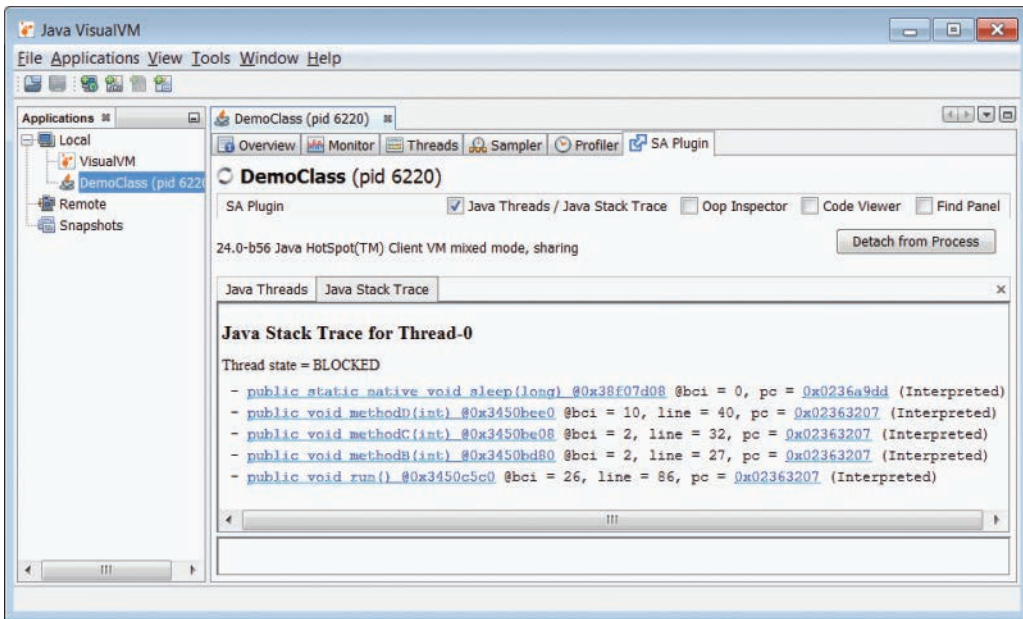 Java VisualVM
File Applications View Tools Window Help
Applications
DemoClass (pid 6220)
Local
VisualVM
DemoClass (pid 622
Remote
Snapshots
Overview Monitor Threads Sampler Profiler SA Plugin
DemoClass (pid 6220)
SA Plugin Java Threads / Java Stack Trace Oop Inspector Code Viewer Find Panel
24.0-b56 Java HotSpot(TM) Client VM mixed mode, sharing
Detach from Process
Java Threads Java Stack Trace
Java Stack Trace for Thread-0
Thread state = BLOCKED
- public static native void sleep(long) @0x38f07d08 @bci = 0, pc = 0x0236a9dd (Interpreted)
- public void methodD(int) @0x3450bee0 @bci = 10, line = 40, pc = 0x02363207 (Interpreted)
- public void methodC(int) @0x3450be08 @bci = 2, line = 32, pc = 0x02363207 (Interpreted)
- public void methodB(int) @0x3450bd80 @bci = 2, line = 27, pc = 0x02363207 (Interpreted)
- public void run() @0x3450c5c0 @bci = 26, line = 86, pc = 0x02363207 (Interpreted)